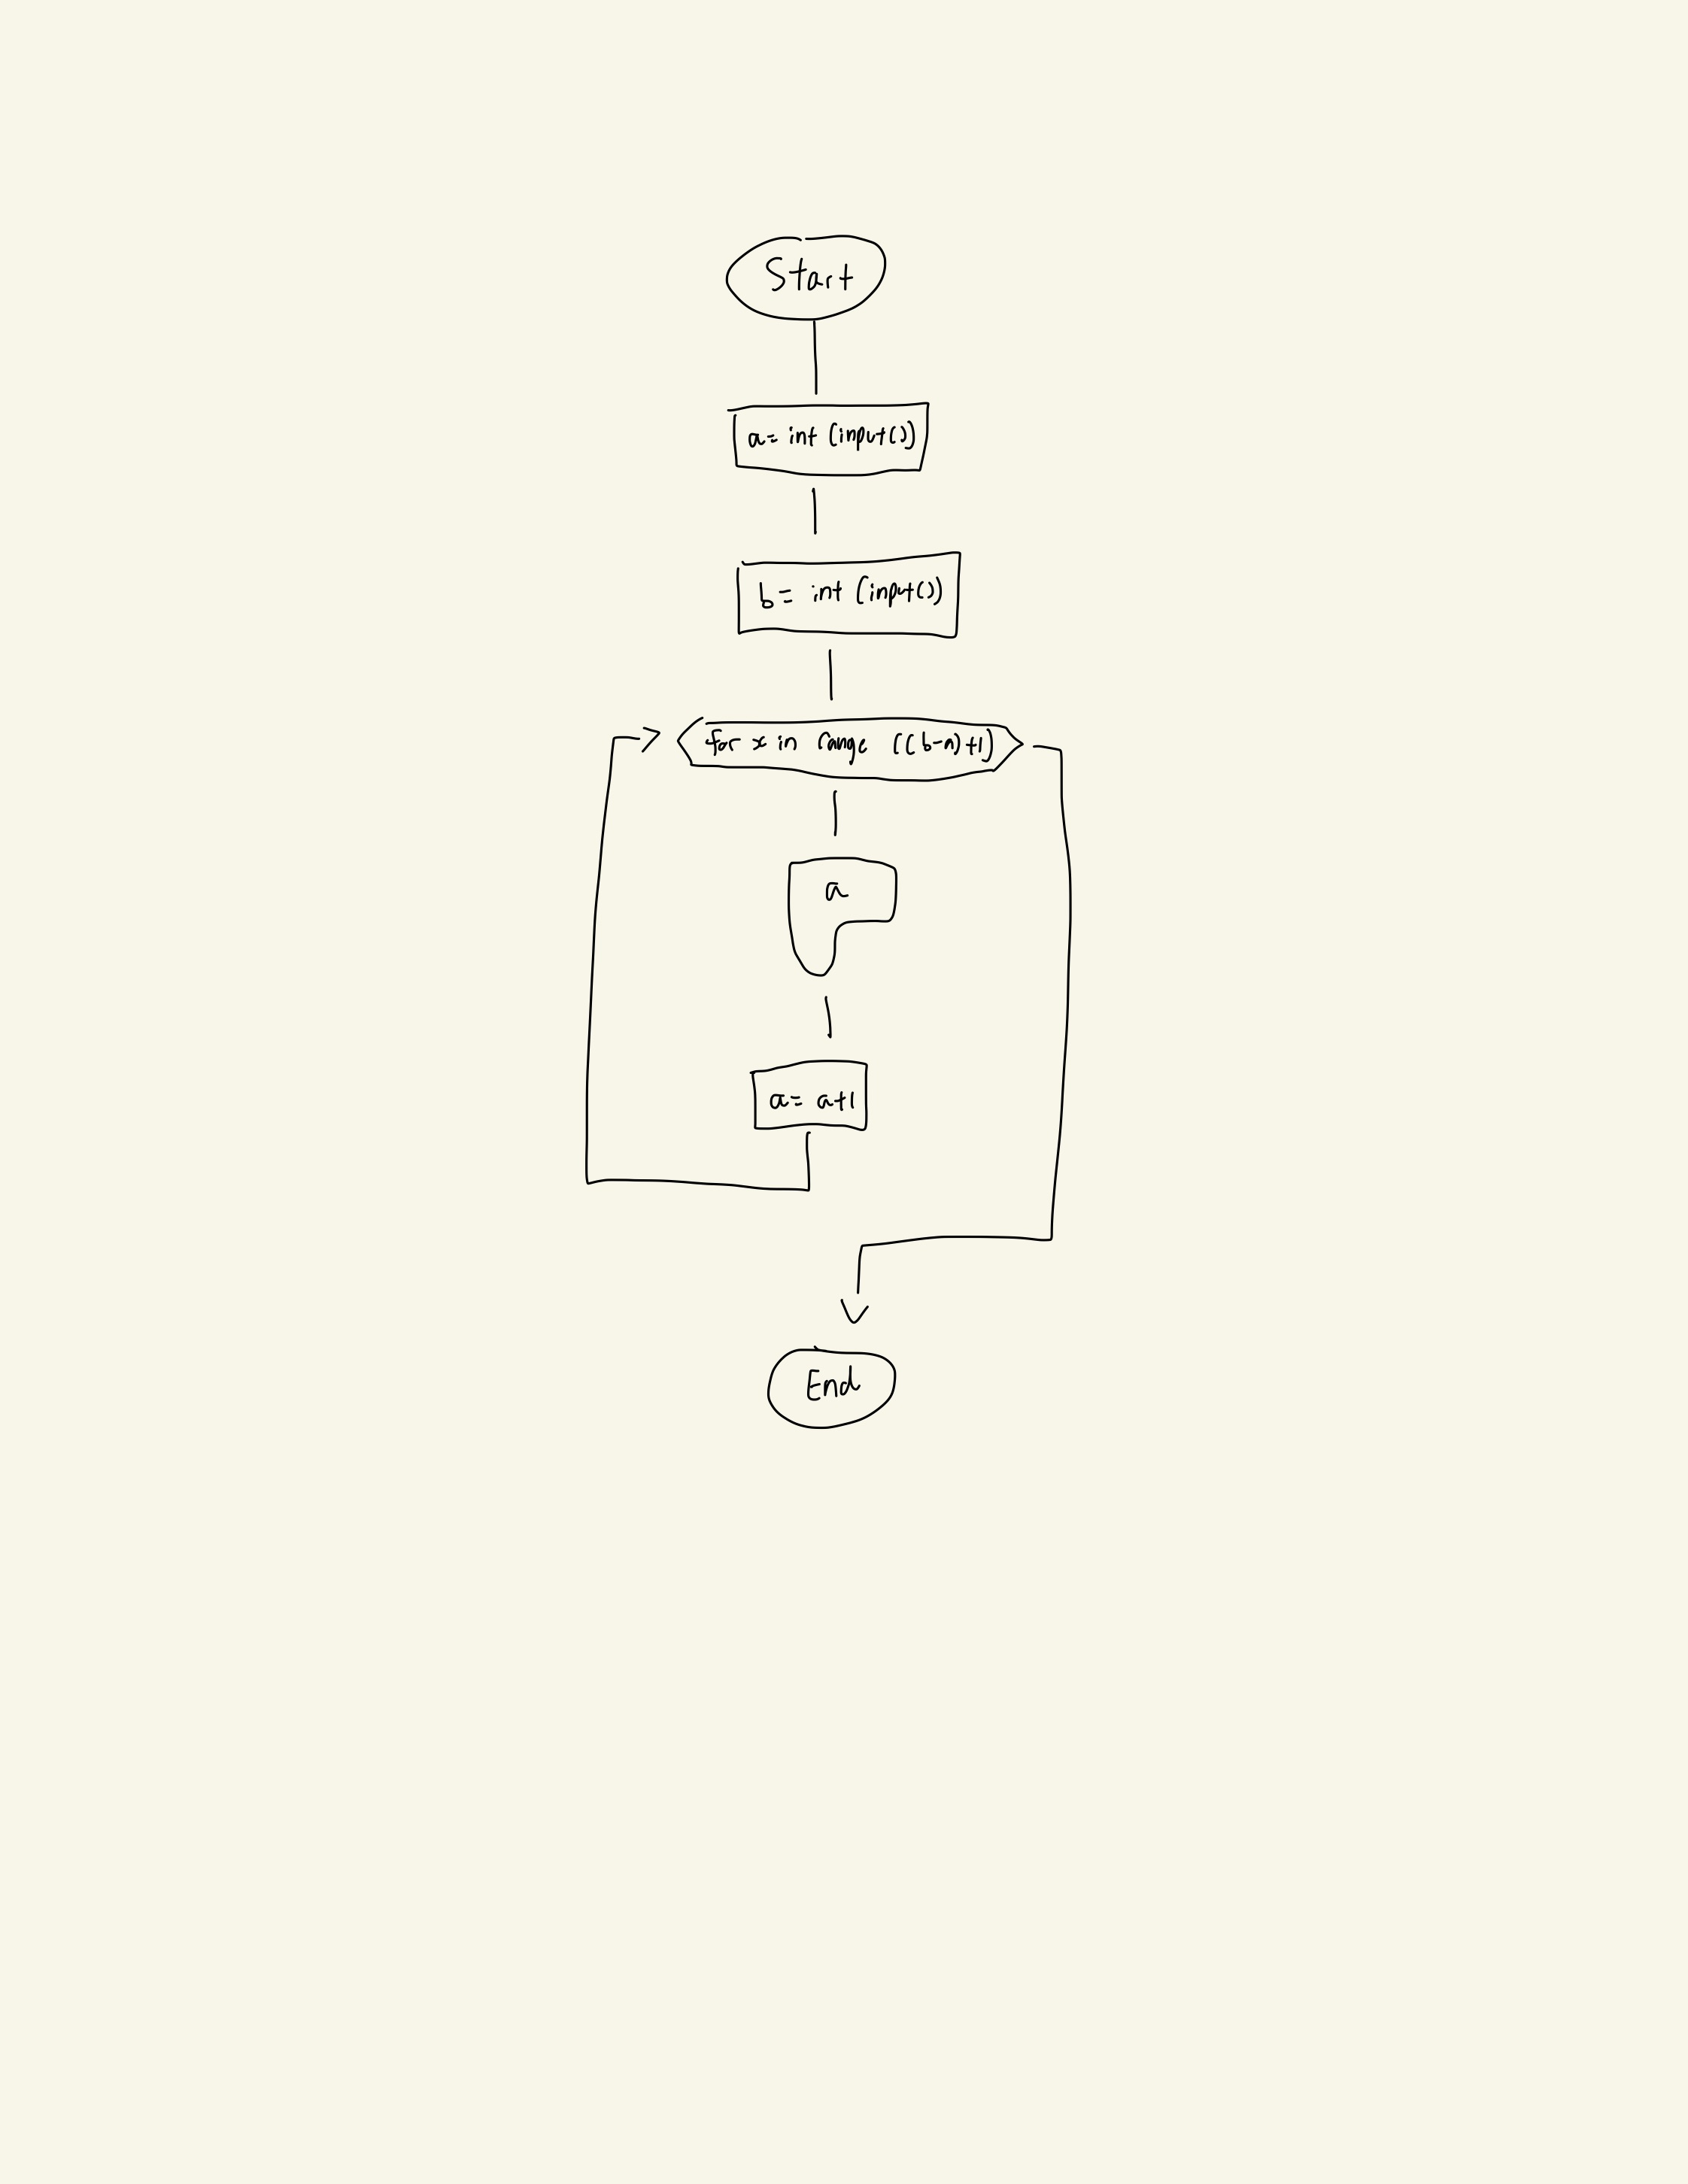 Start
a= int (input())
b= int (input())
for x in range ((b-a)+1)
a
a= a+1
End